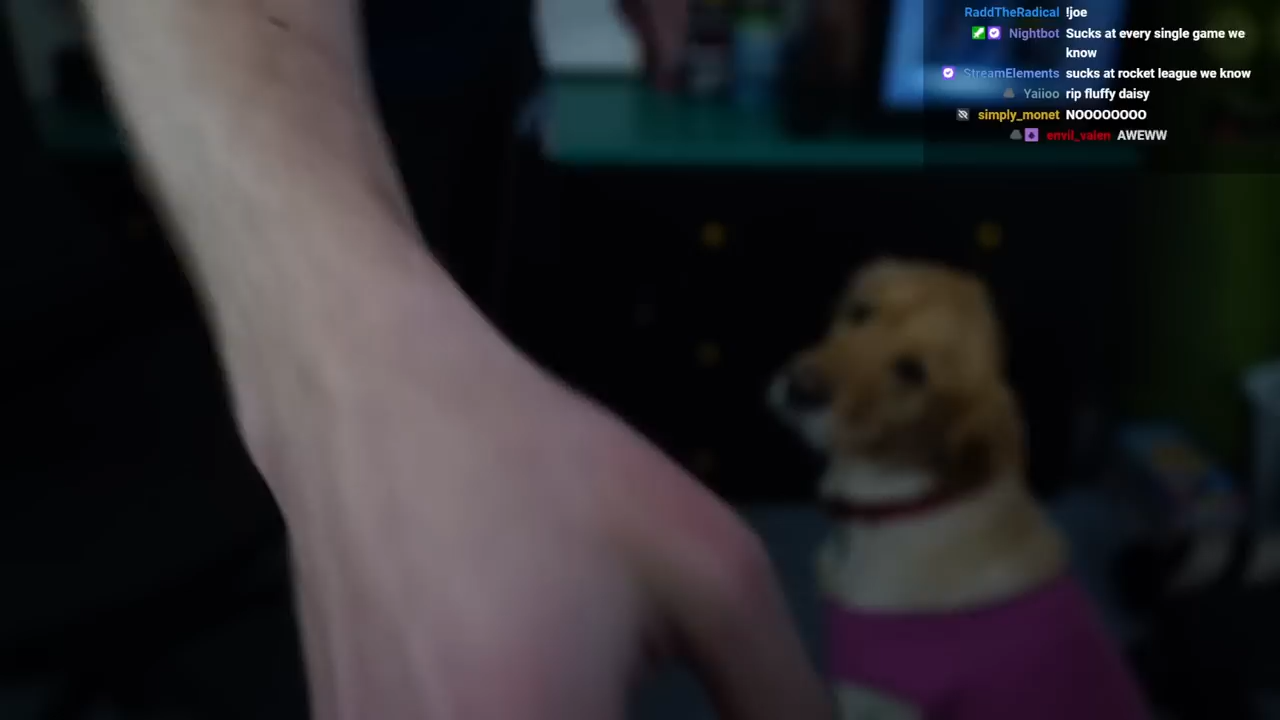 RaddTheRadical !joe
Nightbot Sucks at every single game we
know
StreamElements sucks at rocket league we know
Yaiioo rip fluffy daisy
simply_monet NOOOOOOOO
envil_valen AWEWW